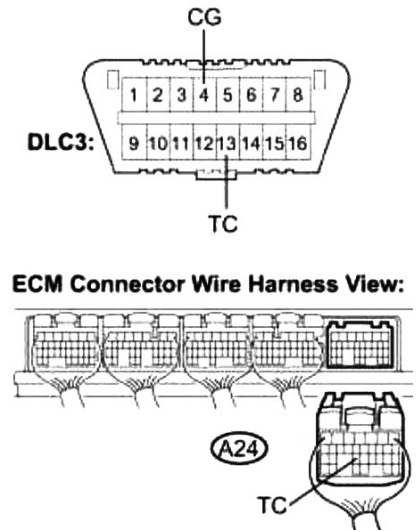 CG
1 2 3 4 5 6 7 8
DLC3:
9 10 11 12 13 14 15 16
TC
ECM Connector Wire Harness View:
A24
TC